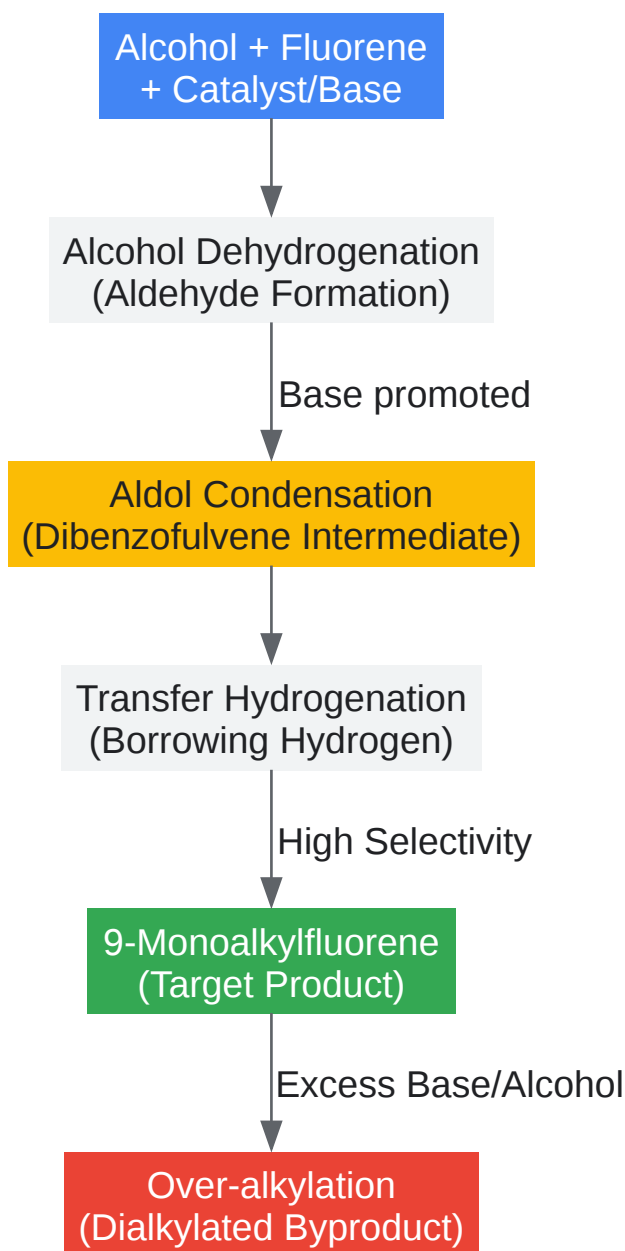 Alcohol + Fluorene
+ Catalyst/Base
Alcohol Dehydrogenation
(Aldehyde Formation)
Base promoted
Aldol Condensation
(Dibenzofulvene Intermediate)
Transfer Hydrogenation
(Borrowing Hydrogen)
High Selectivity
9-Monoalkylfluorene
(Target Product)
Excess Base/Alcohol
Over-alkylation
(Dialkylated Byproduct)